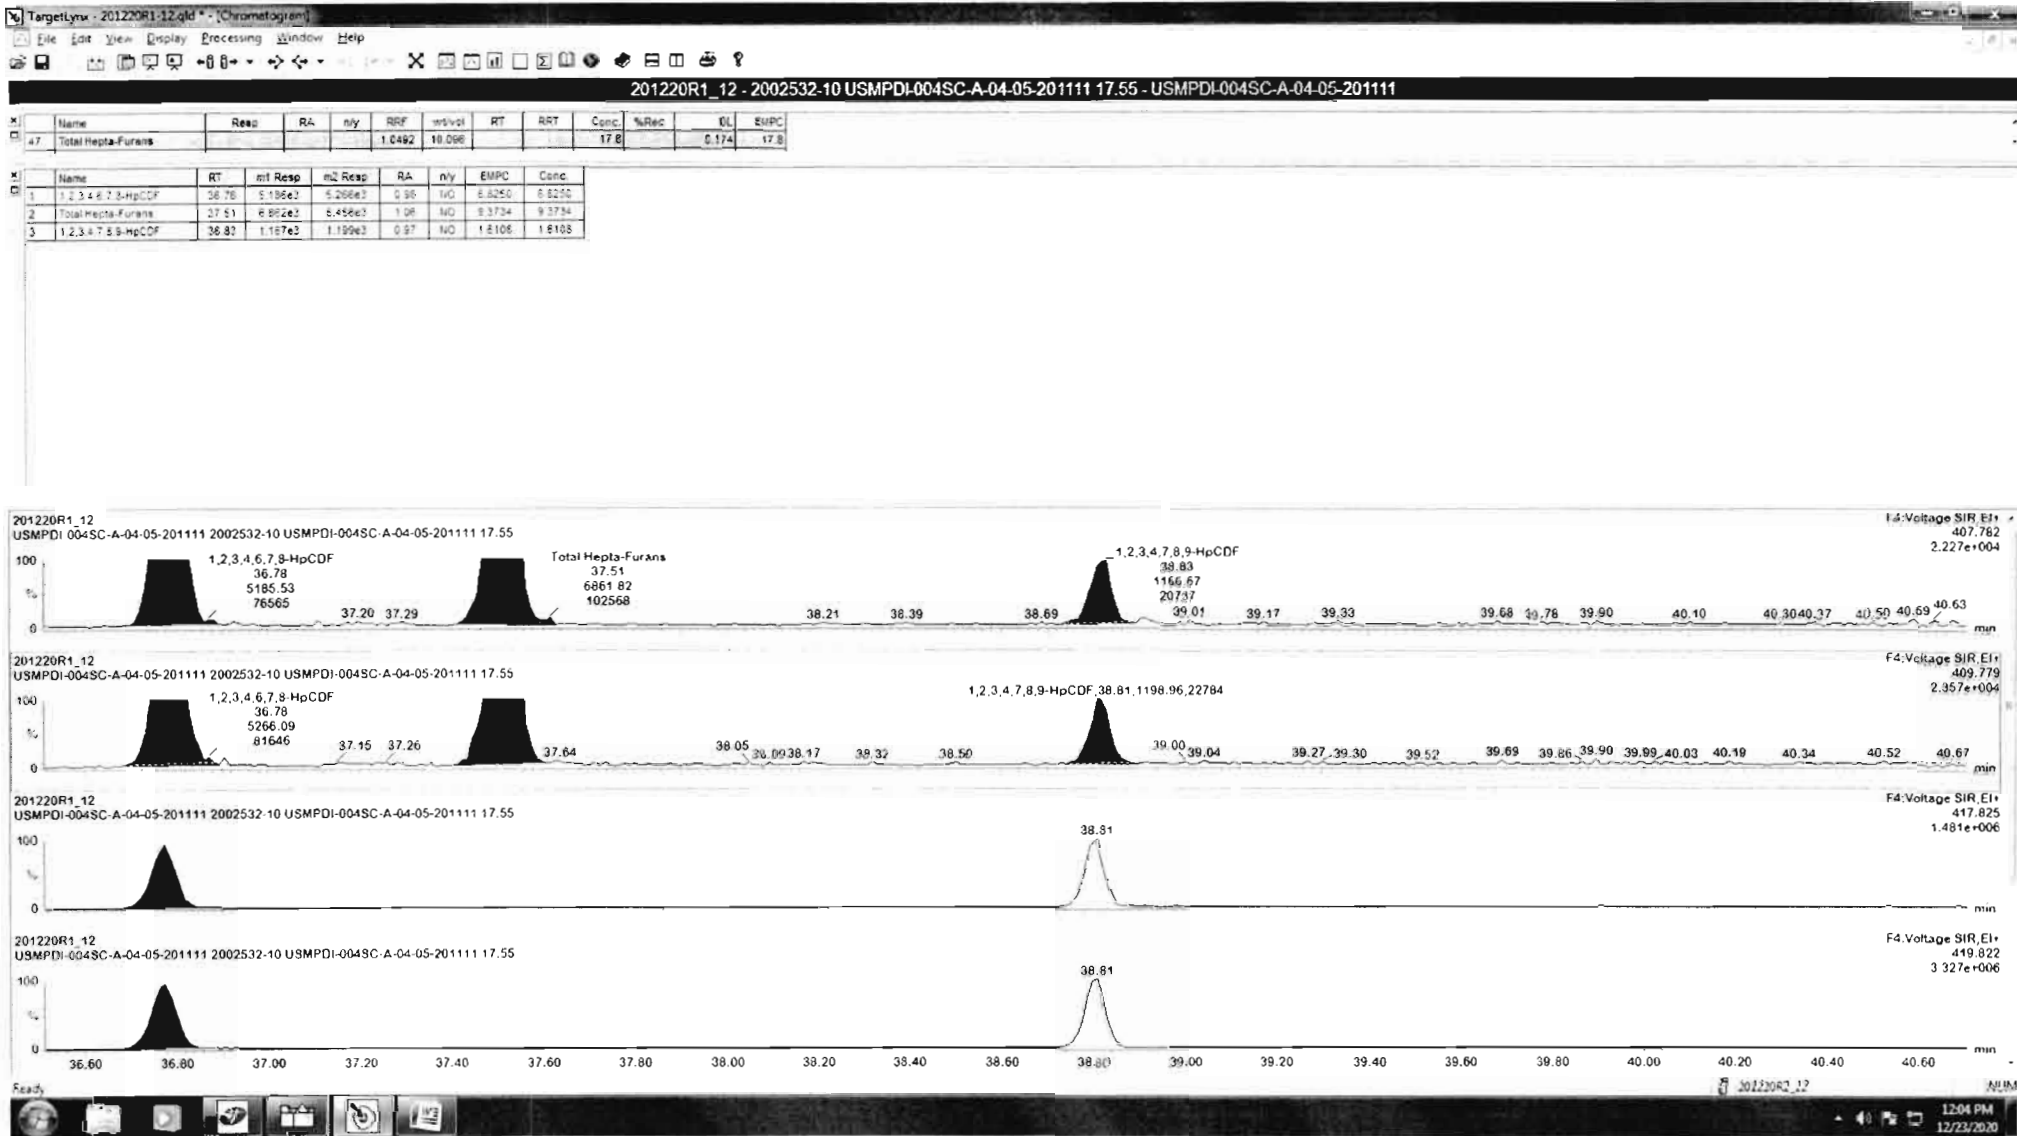 TargetLynx - 201220R1-12.qld * - [Chromatogram]
File Edit View Display Processing Window Help
201220R1_12 - 2002532-10 USMPDI-004SC-A-04-05-201111 17.55 - USMPDI-004SC-A-04-05-201111
Name Resp RA n/y RRF wt/vol RT RRT Conc. %Rec DL EMPC
47 Total Hepta-Furans 1.0492 10.096 17.8 0.174 17.8
Name RT m1 Resp m2 Resp RA n/y EMPC Conc.
1 1,2,3,4,6,7,8-HpCDF 36.78 5.186e3 5.266e3 0.98 NO 6.8250 6.8250
2 Total Hepta-Furans 37.51 6.862e3 6.456e3 1.06 NO 9.3734 9.3734
3 1,2,3,4,7,8,9-HpCDF 38.83 1.167e3 1.199e3 0.97 NO 1.6108 1.6108
201220R1_12
USMPDI-004SC-A-04-05-201111 2002532-10 USMPDI-004SC-A-04-05-201111 17.55
F4:Voltage SIR,EI+
407.782
2.227e+004
100
%
0
1,2,3,4,6,7,8-HpCDF
36.78
5185.53
76565
Total Hepta-Furans
37.51
6861.82
102568
1,2,3,4,7,8,9-HpCDF
38.83
1166.67
20737
37.20 37.29 38.21 38.39 38.69 39.01 39.17 39.33 39.68 39.78 39.90 40.10 40.30 40.37 40.50 40.59 40.63
min
201220R1_12
USMPDI-004SC-A-04-05-201111 2002532-10 USMPDI-004SC-A-04-05-201111 17.55
F4:Voltage SIR,EI+
409.779
2.357e+004
100
%
0
1,2,3,4,6,7,8-HpCDF
36.78
5266.09
81646
1,2,3,4,7,8,9-HpCDF,38.81,1198.96,22784
37.15 37.26 37.64 38.05 38.09 38.17 38.32 38.50 39.00 39.04 39.27 39.30 39.52 39.69 39.86 39.90 39.99 40.03 40.19 40.34 40.52 40.67
min
201220R1_12
USMPDI-004SC-A-04-05-201111 2002532-10 USMPDI-004SC-A-04-05-201111 17.55
F4:Voltage SIR,EI+
417.825
1.481e+006
100
%
0
38.81
min
201220R1_12
USMPDI-004SC-A-04-05-201111 2002532-10 USMPDI-004SC-A-04-05-201111 17.55
F4:Voltage SIR,EI+
419.822
3.327e+006
100
%
0
38.81
min
36.60 36.80 37.00 37.20 37.40 37.60 37.80 38.00 38.20 38.40 38.60 38.80 39.00 39.20 39.40 39.60 39.80 40.00 40.20 40.40 40.60
Ready
201220R2_12 NUM
12:04 PM
12/23/2020